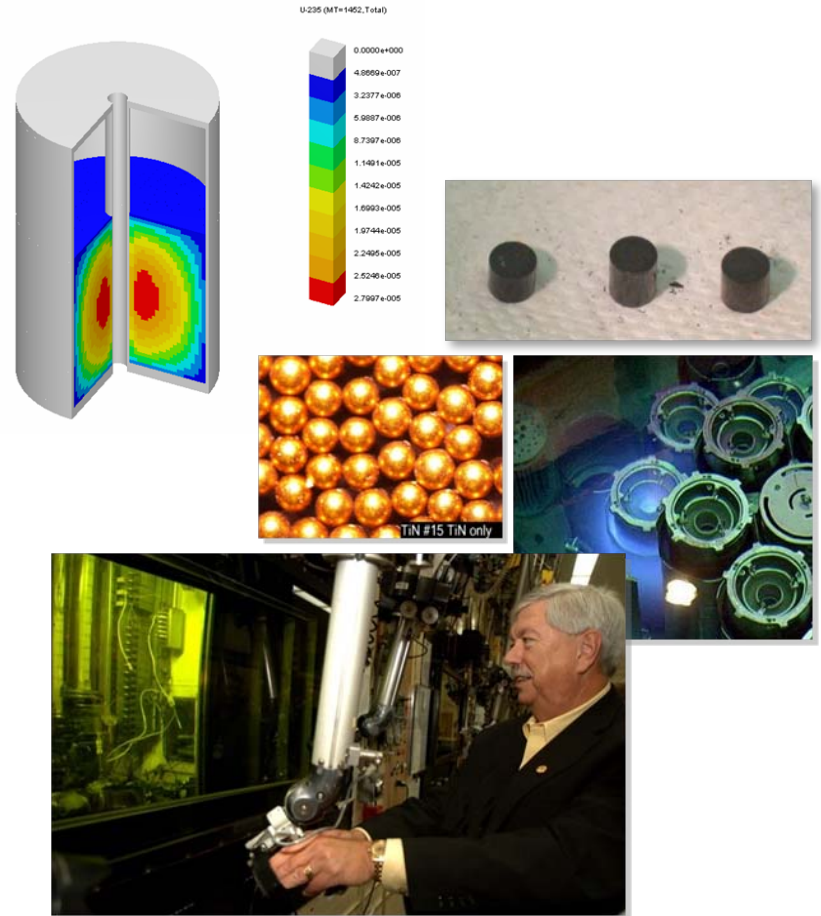 U-235 (MT=1452,Total)
0.0000e+000
4.8669e-007
3.2377e-006
5.9887e-006
8.7397e-006
1.1491e-005
1.4242e-005
1.6993e-005
1.9744e-005
2.2495e-005
2.5246e-005
2.7997e-005
TiN #15 TiN only